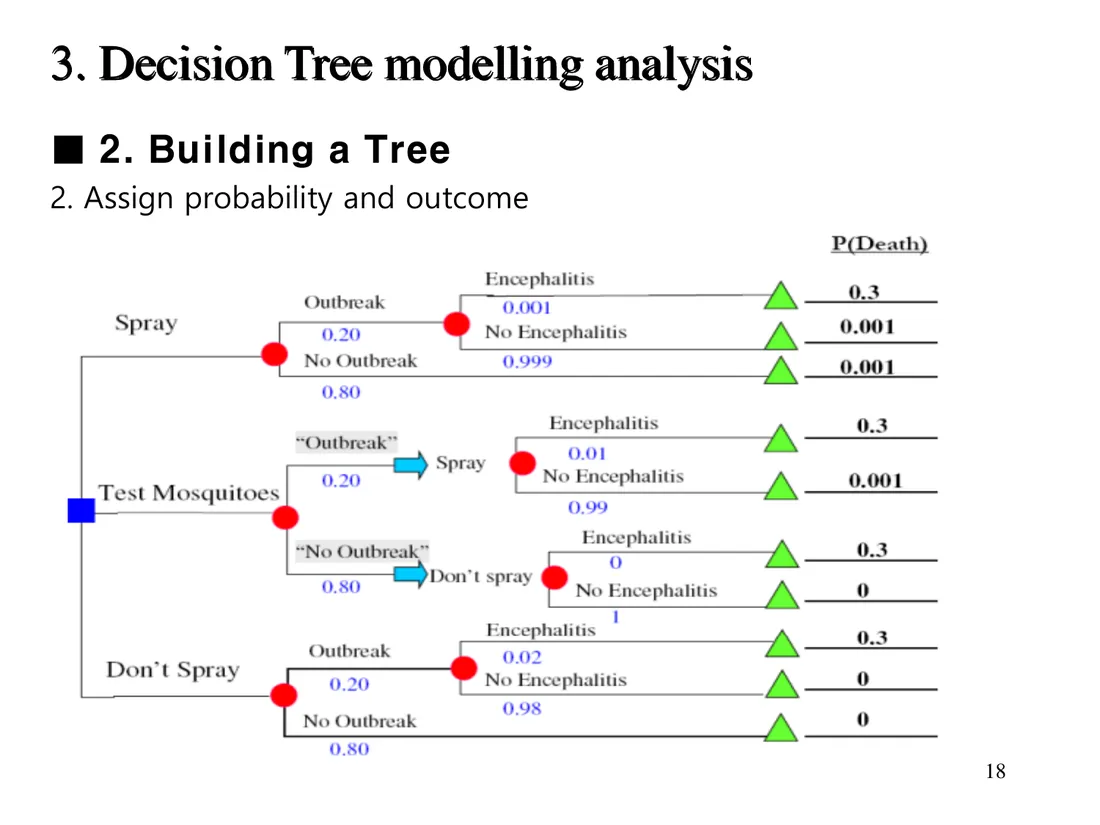 3. Decision Tree modelling analysis
■ 2. Building a Tree
2. Assign probability and outcome
P(Death)
Spray
Outbreak
0.20
Encephalitis
0.001
0.3
No Encephalitis
0.999
0.001
No Outbreak
0.80
0.001
Test Mosquitoes
“Outbreak”
0.20
Spray
Encephalitis
0.01
0.3
No Encephalitis
0.99
0.001
“No Outbreak”
0.80
Don’t spray
Encephalitis
0
0.3
No Encephalitis
1
0
Don’t Spray
Outbreak
0.20
Encephalitis
0.02
0.3
No Encephalitis
0.98
0
No Outbreak
0.80
0
18